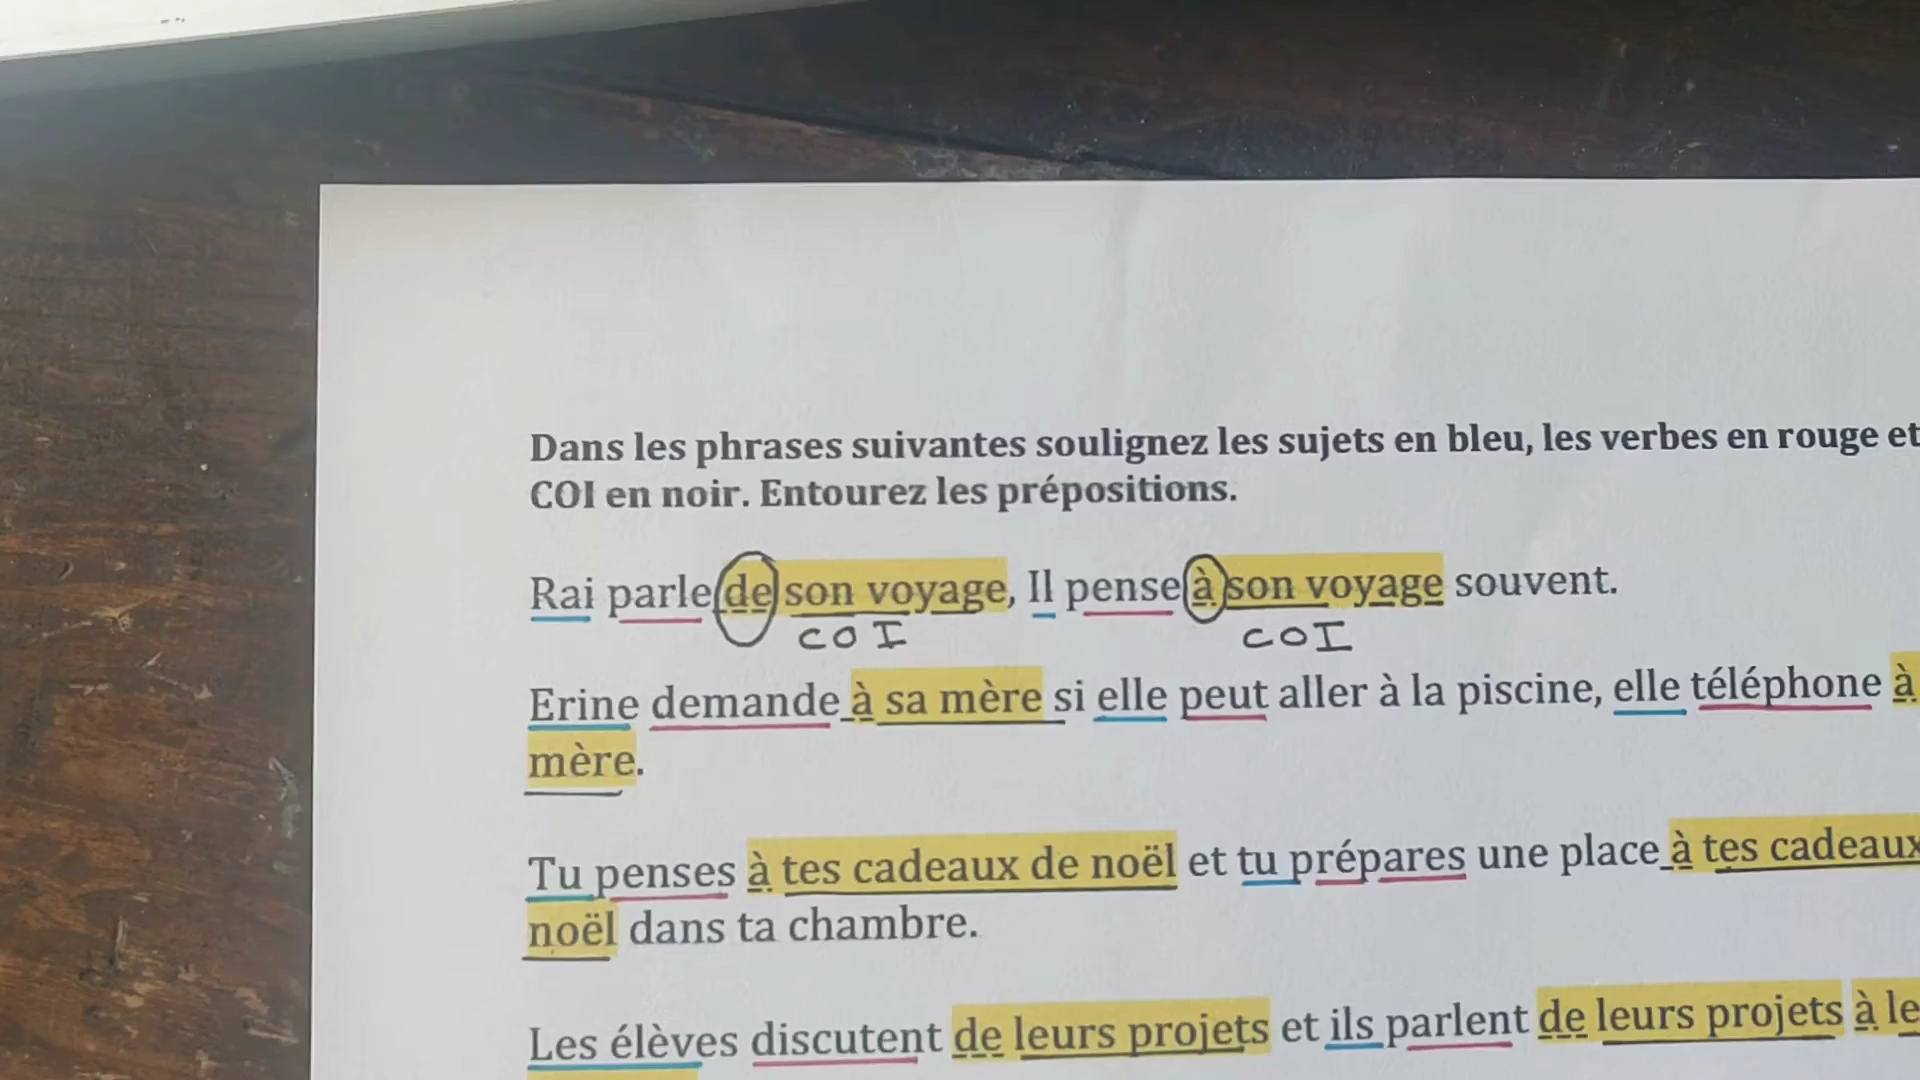 Dans les phrases suivantes soulignez les sujets en bleu, les verbes en rouge et
COI en noir. Entourez les prépositions.
Rai parle de son voyage, Il pense à son voyage souvent.
COI COI
Erine demande à sa mère si elle peut aller à la piscine, elle téléphone à
mère.
Tu penses à tes cadeaux de noël et tu prépares une place à tes cadeaux
noël dans ta chambre.
Les élèves discutent de leurs projets et ils parlent de leurs projets à